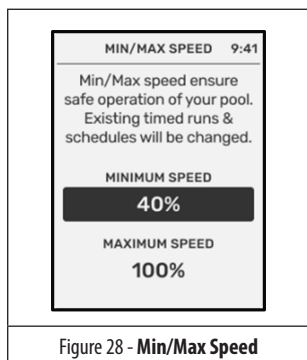 MIN/MAX SPEED 9:41
Min/Max speed ensure
safe operation of your pool.
Existing timed runs &
schedules will be changed.
MINIMUM SPEED
40%
MAXIMUM SPEED
100%
Figure 28 - Min/Max Speed